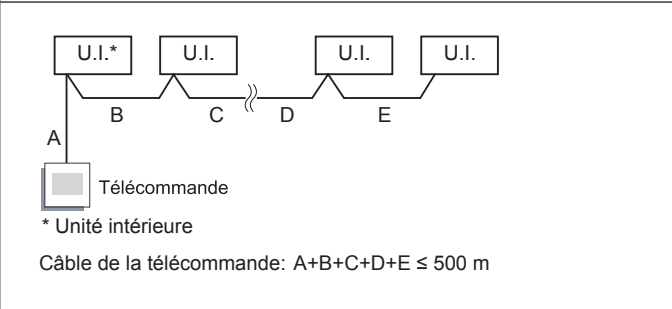 U.I.* U.I. U.I. U.I.
B C D E
A
Télécommande
* Unité intérieure
Câble de la télécommande: A+B+C+D+E ≤ 500 m